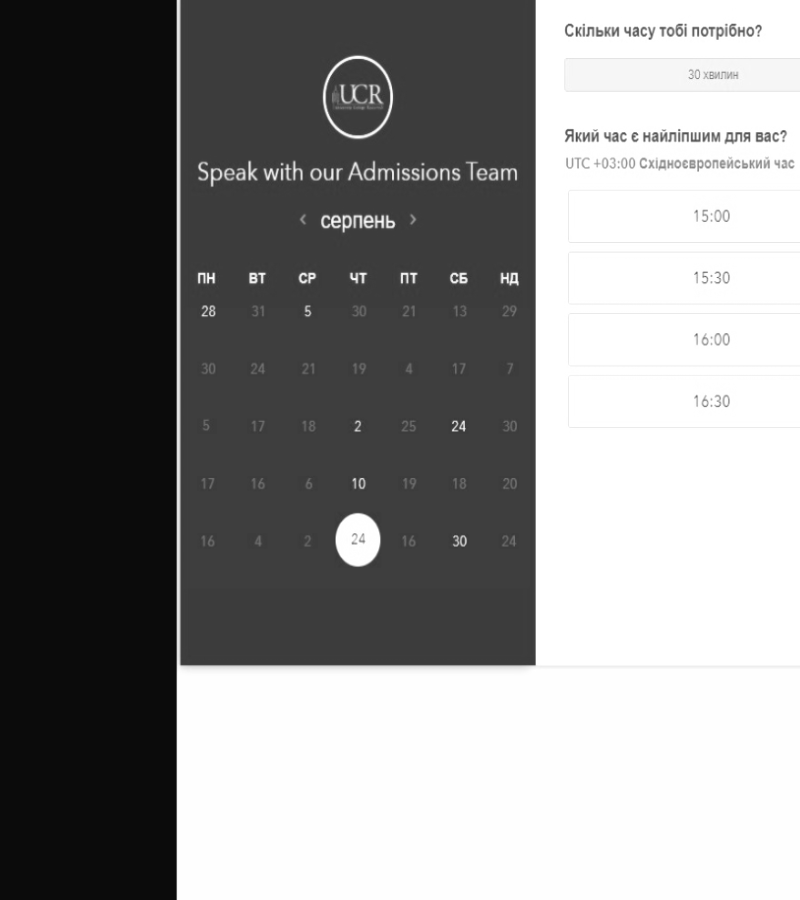 UCR
Speak with our Admissions Team
‹ серпень ›
ПН ВТ СР ЧТ ПТ СБ НД
28 31 5 30 21 13 29
30 24 21 19 4 17 7
5 17 18 2 25 24 30
17 16 6 10 19 18 20
16 4 2 24 16 30 24
Скільки часу тобі потрібно?
30 хвилин
Який час є найліпшим для вас?
UTC +03:00 Східноєвропейський час
15:00
15:30
16:00
16:30